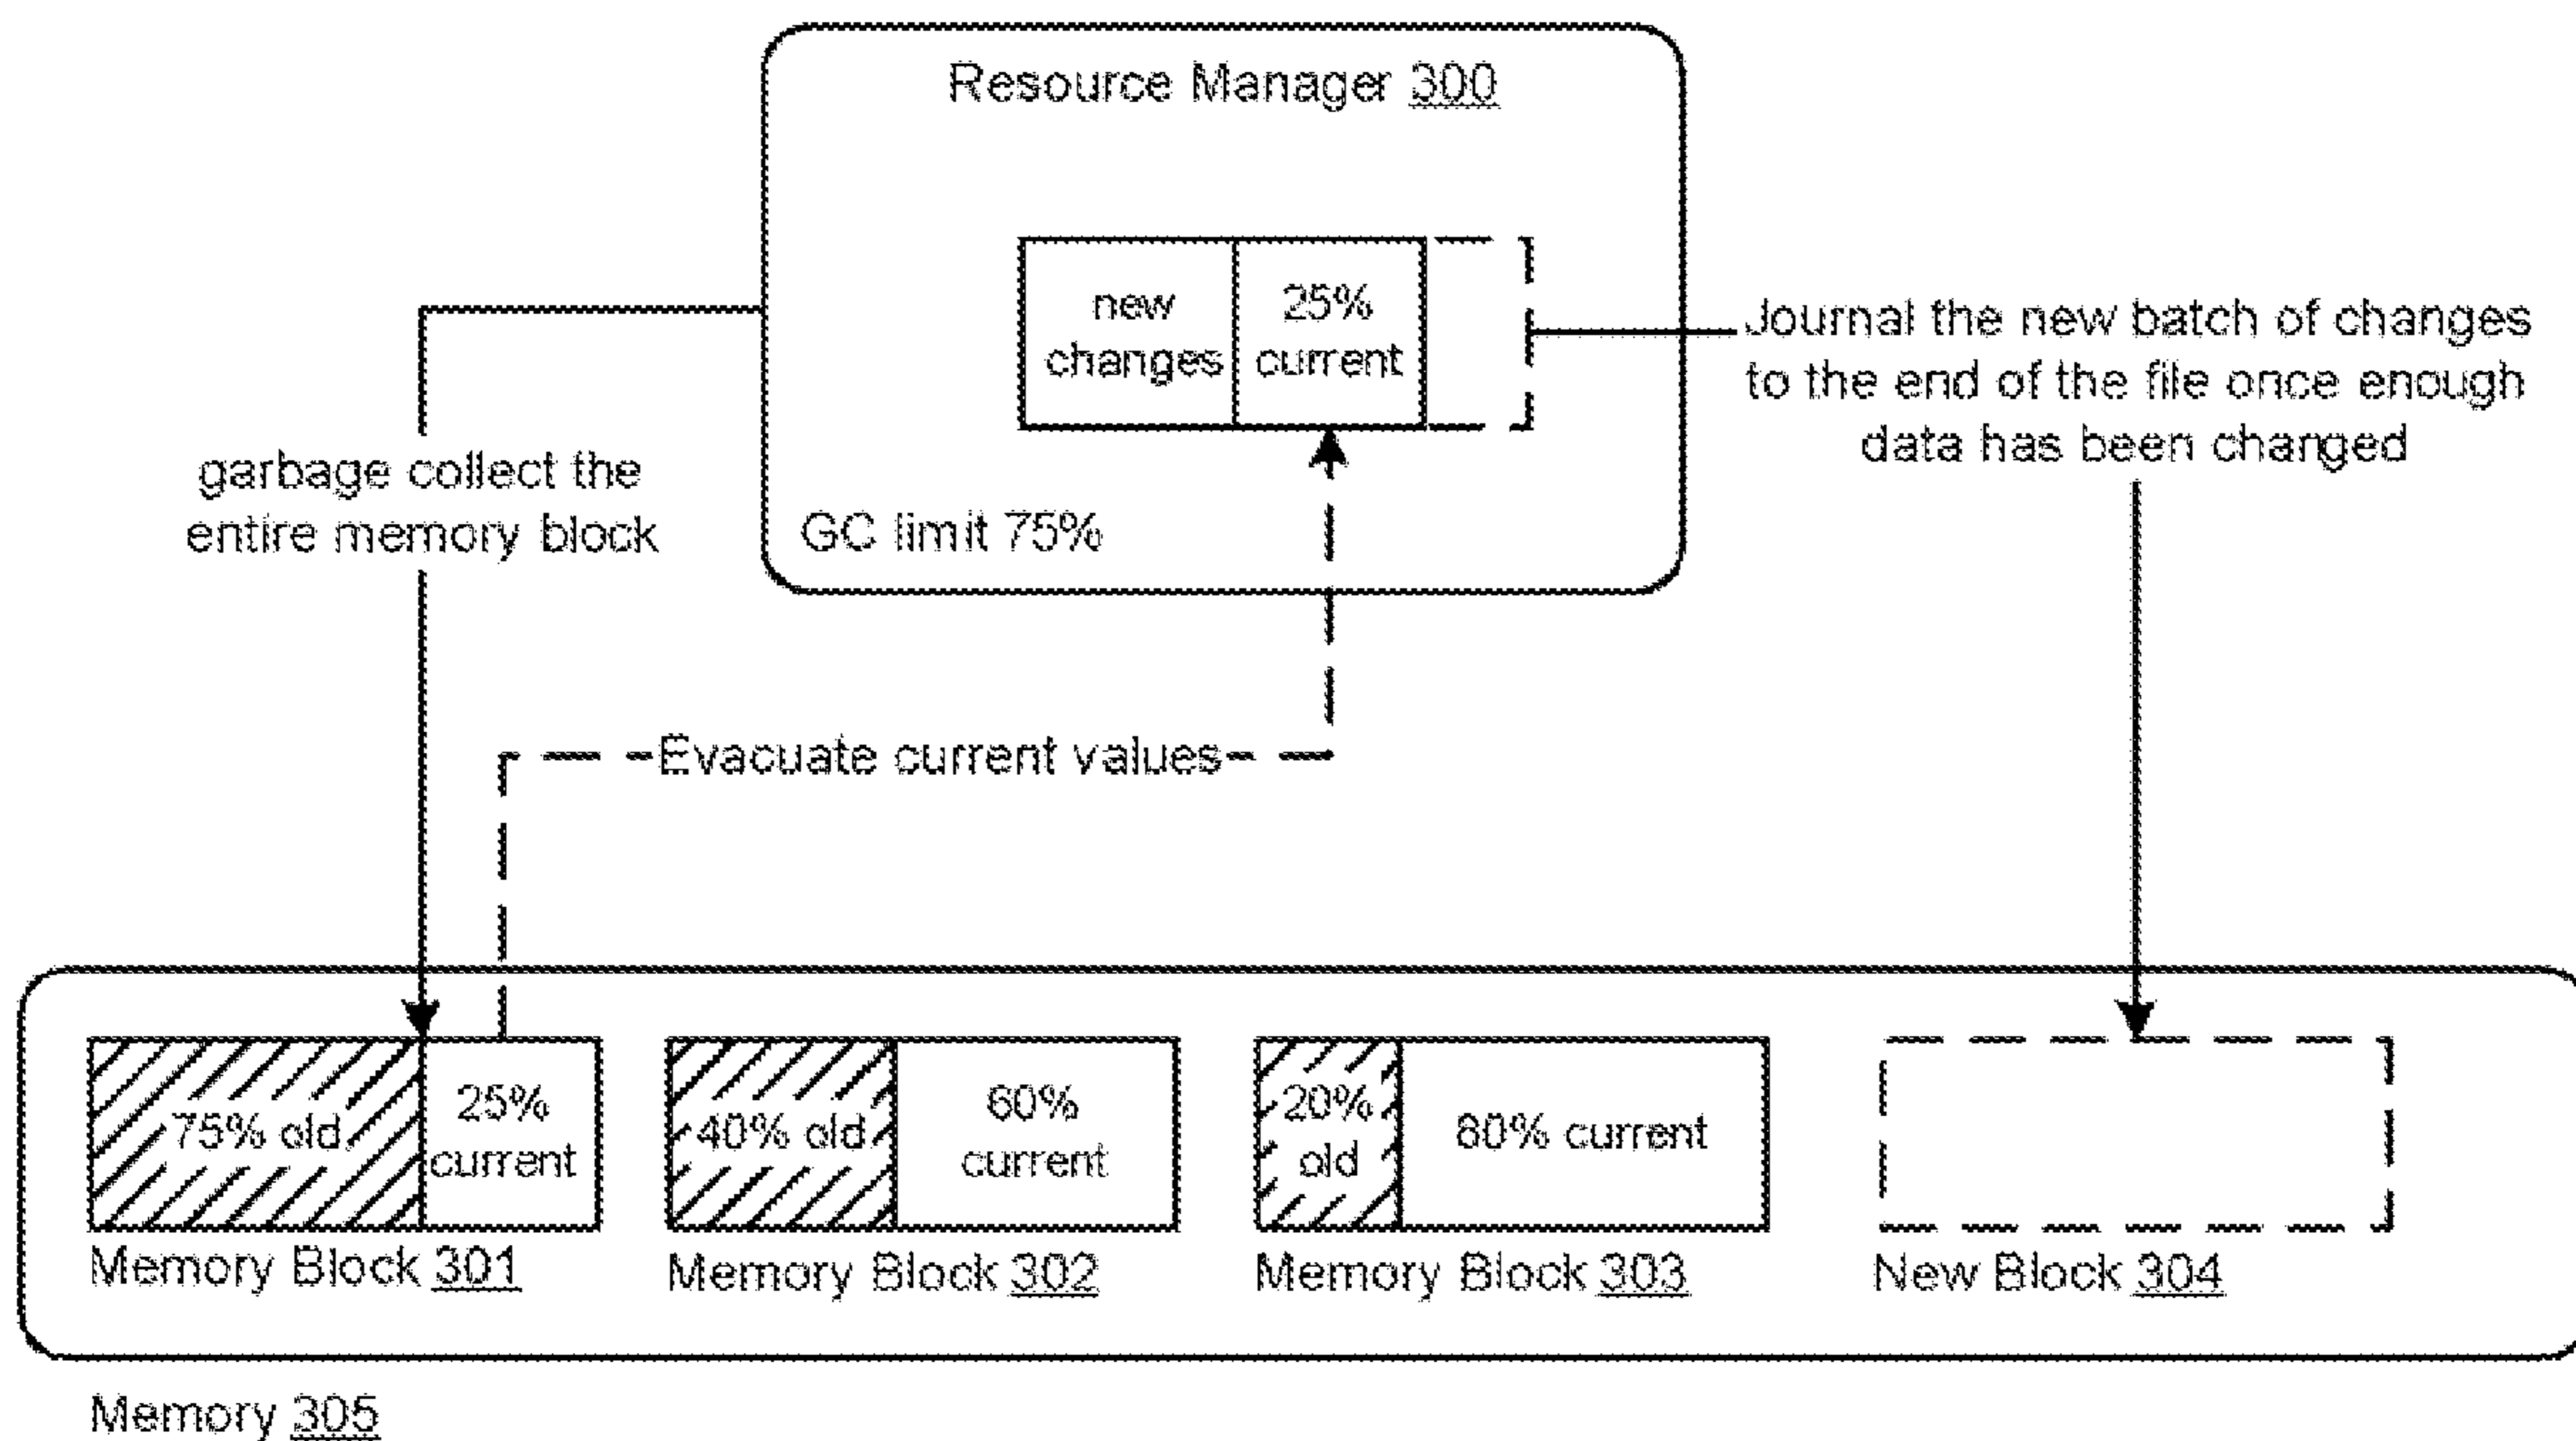 Resource Manager 300
new
changes
25%
current
GC limit 75%
Journal the new batch of changes
to the end of the file once enough
data has been changed
garbage collect the
entire memory block
Evacuate current values
75% old
25%
current
40% old
60%
current
20%
old
80% current
Memory Block 301
Memory Block 302
Memory Block 303
New Block 304
Memory 305